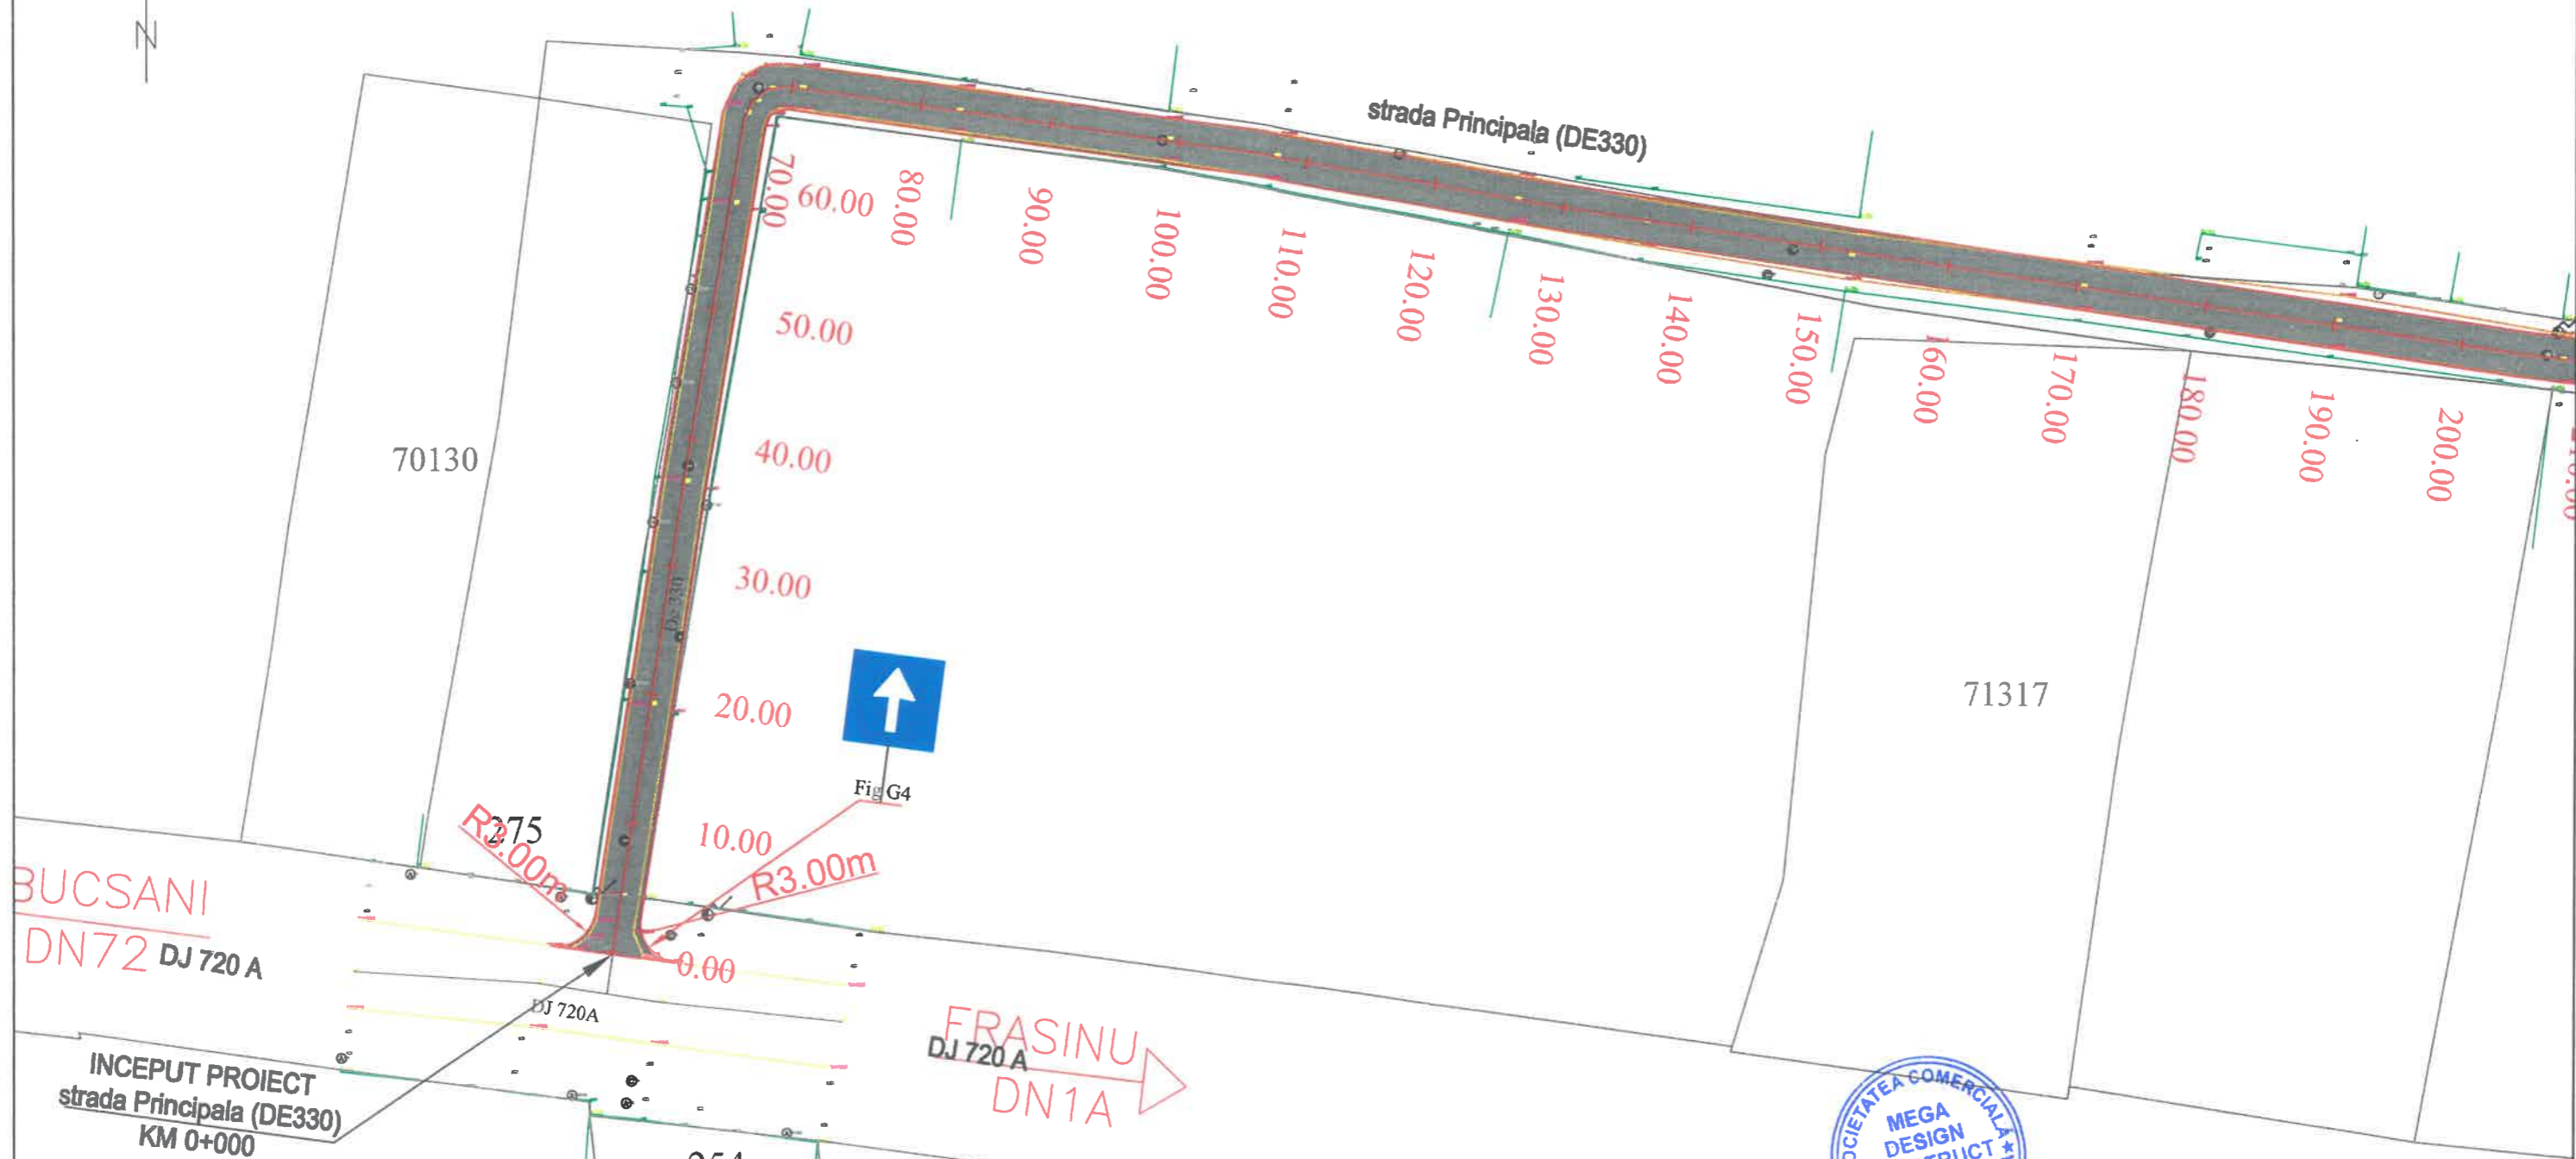 N
strada Principala (DE330)
70.00
60.00
80.00
90.00
100.00
110.00
120.00
130.00
140.00
150.00
160.00
170.00
180.00
190.00
200.00
50.00
40.00
30.00
20.00
10.00
0.00
70130
71317
275
Fig G4
R3.00m
R3.00m
BUCSANI
DN72
DJ 720 A
DJ 720A
FRASINU
DJ 720 A
DN1A
INCEPUT PROIECT
strada Principala (DE330)
KM 0+000
COMERCIALĂ
MEGA
DESIGN